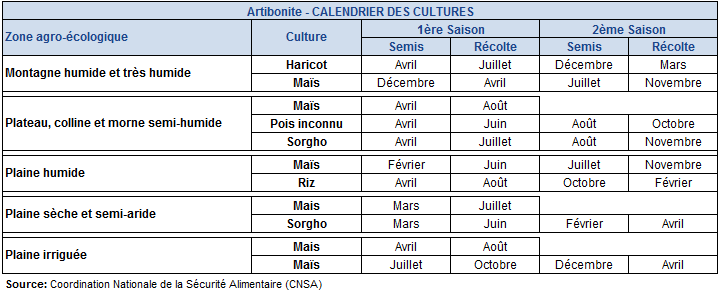 Artibonite - CALENDRIER DES CULTURES
Zone agro-écologique Culture 1ère Saison 2ème Saison
Semis Récolte Semis Récolte
Montagne humide et très humide
Haricot Avril Juillet Décembre Mars
Maïs Décembre Avril Juillet Novembre
Plateau, colline et morne semi-humide
Maïs Avril Août
Pois inconnu Avril Juin Août Octobre
Sorgho Avril Juillet Août Novembre
Plaine humide
Maïs Février Juin Juillet Novembre
Riz Avril Août Octobre Février
Plaine sèche et semi-aride
Mais Mars Juillet
Sorgho Mars Juin Février Avril
Plaine irriguée
Mais Avril Août
Maïs Juillet Octobre Décembre Avril
Source: Coordination Nationale de la Sécurité Alimentaire (CNSA)